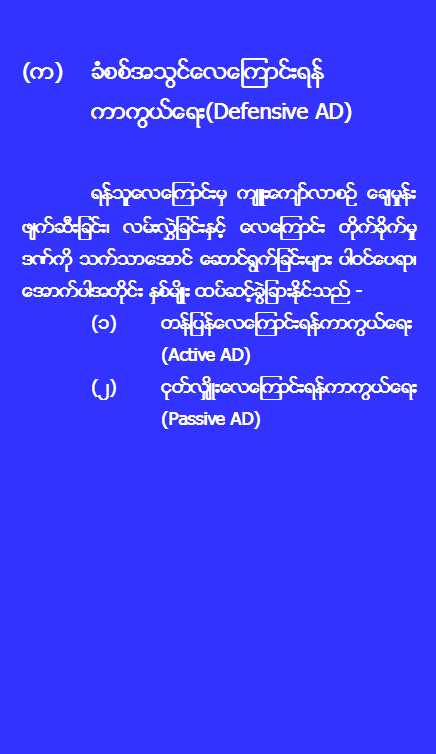 (က) ခံစစ်အသွင်လေကြောင်းရန်
ကာကွယ်ရေး(Defensive AD)
ရန်သူလေကြောင်းမှ ကျူးကျော်လာစဉ် ချေမှုန်း
ဖျက်ဆီးခြင်း၊ လမ်းလွှဲခြင်းနှင့် လေကြောင်း တိုက်ခိုက်မှု
ဒဏ်ကို သက်သာအောင် ဆောင်ရွက်ခြင်းများ ပါဝင်ပေရာ၊
အောက်ပါအတိုင်း နှစ်မျိုး ထပ်ဆင့်ခွဲခြားနိုင်သည် -
(၁) တန်ပြန်လေကြောင်းရန်ကာကွယ်ရေး
(Active AD)
(၂) ငုတ်လျှိုးလေကြောင်းရန်ကာကွယ်ရေး
(Passive AD)